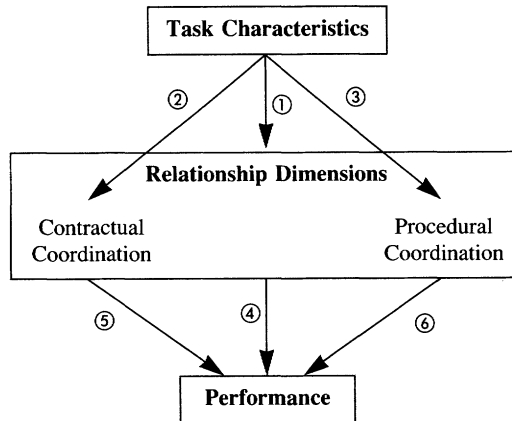 Task Characteristics
② ① ③
Relationship Dimensions
Contractual
Coordination
Procedural
Coordination
⑤ ④ ⑥
Performance